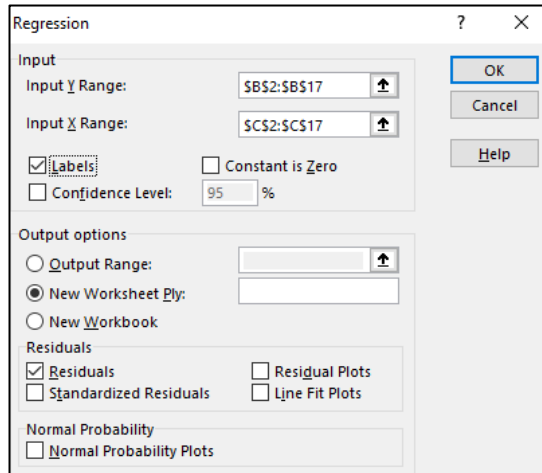 Regression ?
Input
Input Y Range: $B$2:$B$17
Input X Range: $C$2:$C$17
Labels Constant is Zero
Confidence Level: 95 %
OK
Cancel
Help
Output options
Output Range:
New Worksheet Ply:
New Workbook
Residuals
Residuals Residual Plots
Standardized Residuals Line Fit Plots
Normal Probability
Normal Probability Plots